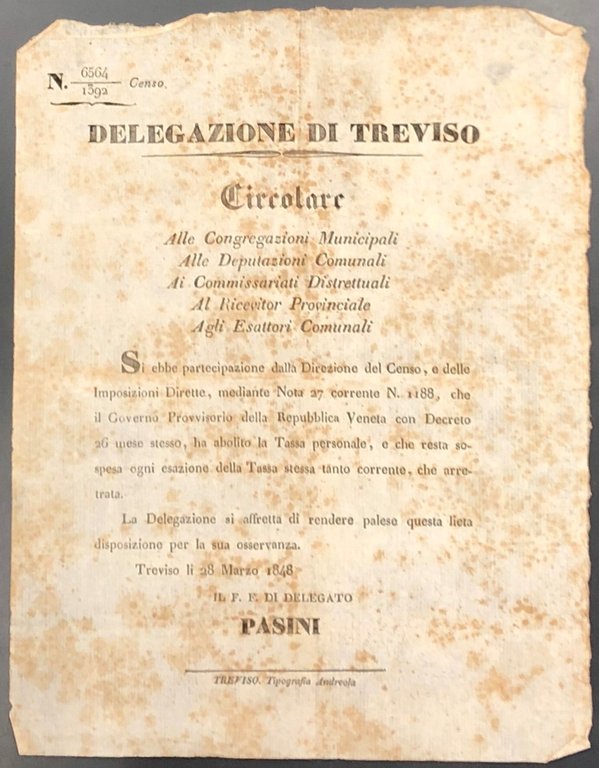 N. 6564 Censo.
1392
DELEGAZIONE DI TREVISO
Circolare
Alle Congregazioni Municipali
Alle Deputazioni Comunali
Ai Commissariati Distrettuali
Al Ricevitor Provinciale
Agli Esattori Comunali
Si ebbe partecipazione dalla Direzione del Censo, e delle
Imposizioni Dirette, mediante Nota 27 corrente N. 1188, che
il Governo Provvisorio della Repubblica Veneta con Decreto
26 mese stesso, ha abolito la Tassa personale, e che resta so-
spesa ogni esazione della Tassa stessa tanto corrente, che arre-
trata.
La Delegazione si affretta di rendere palese questa lieta
disposizione per la sua osservanza.
Treviso li 28 Marzo 1848
IL F. F. DI DELEGATO
PASINI
TREVISO. Tipografia Andreola